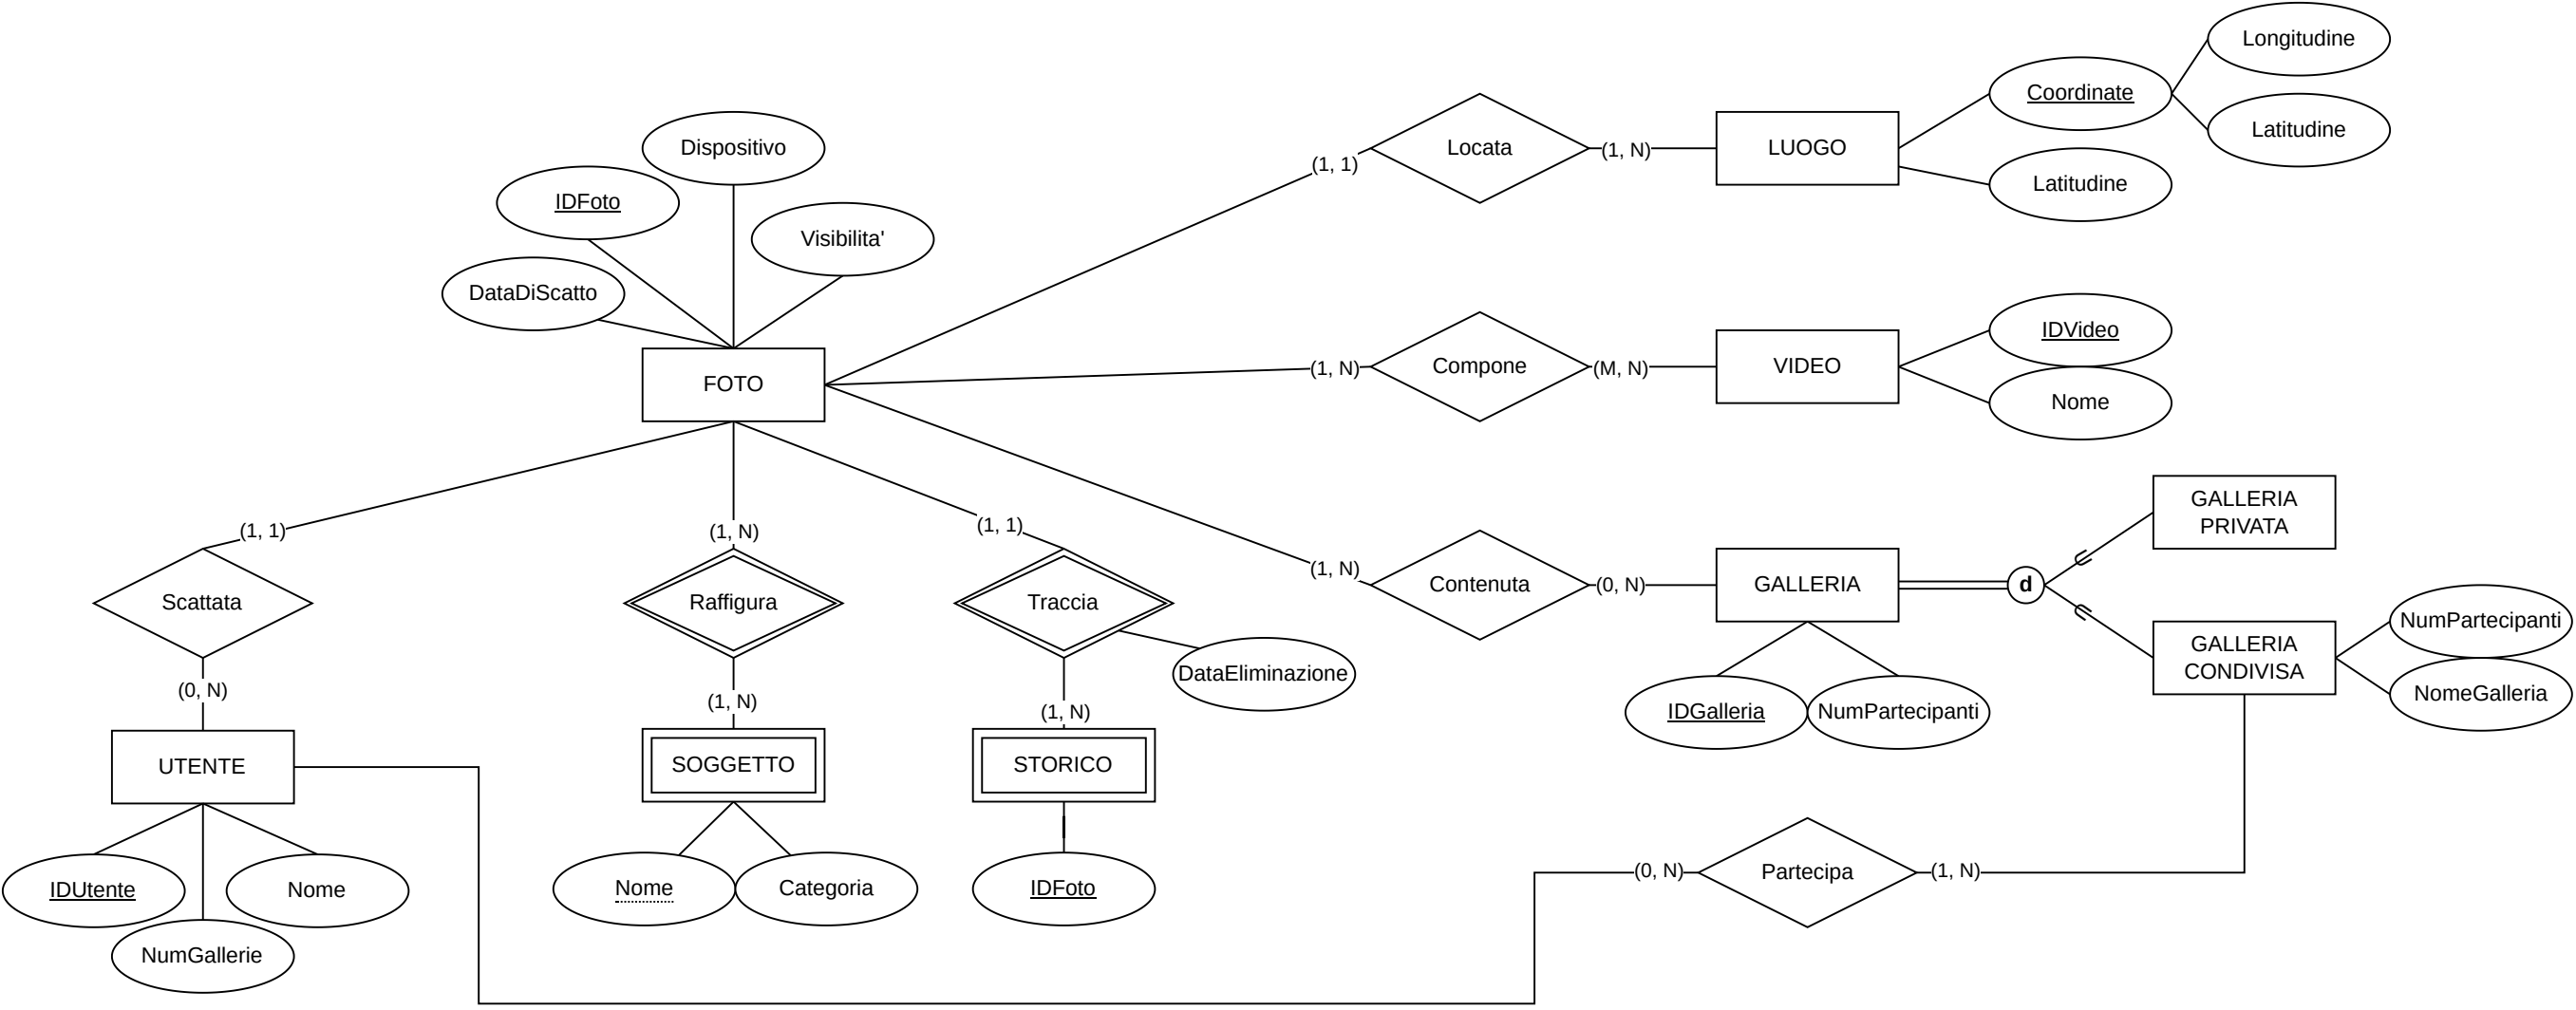 Longitudine
Coordinate
Latitudine
Dispositivo
Locata
(1, N)
LUOGO
(1, 1)
Latitudine
IDFoto
Visibilita'
DataDiScatto
IDVideo
FOTO
(1, N)
Compone
(M, N)
VIDEO
Nome
GALLERIA
PRIVATA
(1, 1)
(1, N)
(1, 1)
(1, N)
Contenuta
(0, N)
GALLERIA
d
Scattata
Raffigura
Traccia
NumPartecipanti
GALLERIA
CONDIVISA
DataEliminazione
(0, N)
(1, N)
(1, N)
IDGalleria
NumPartecipanti
NomeGalleria
UTENTE
SOGGETTO
STORICO
(0, N)
Partecipa
(1, N)
IDUtente
Nome
Nome
Categoria
IDFoto
NumGallerie